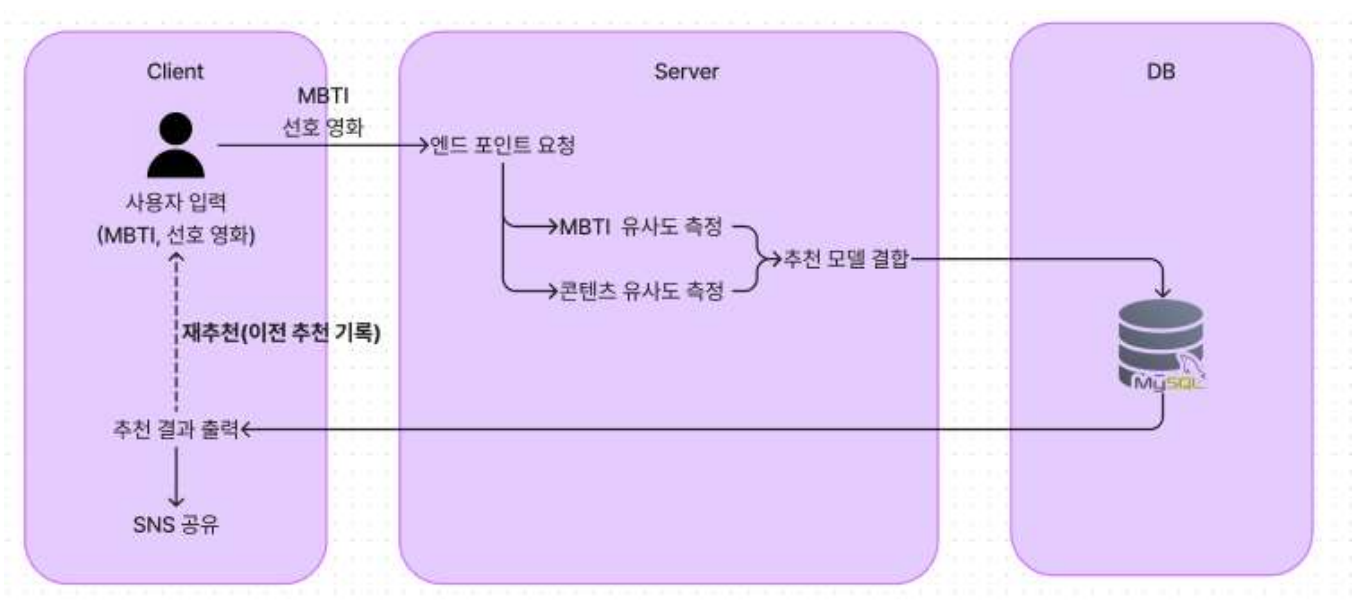 Client
사용자 입력
(MBTI, 선호 영화)
재추천(이전 추천 기록)
추천 결과 출력
SNS 공유
MBTI
선호 영화
Server
엔드 포인트 요청
MBTI 유사도 측정
콘텐츠 유사도 측정
추천 모델 결합
DB
MySQL